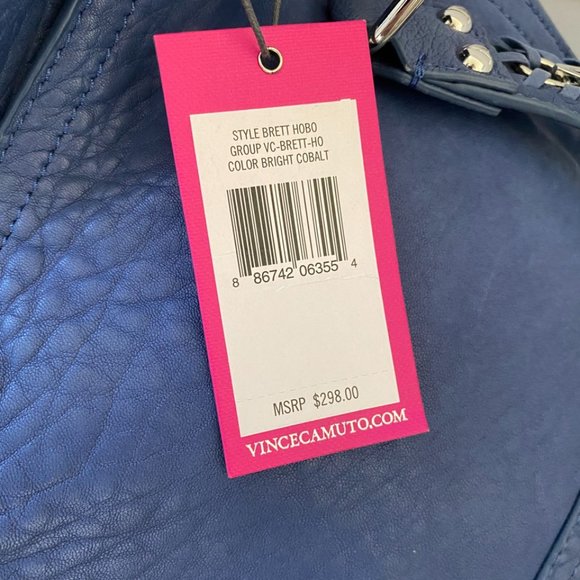 STYLE BRETT HOBO
GROUP VC-BRETT-HO
COLOR BRIGHT COBALT
8 86742 06355 4
MSRP $298.00
VINCECAMUTO.COM